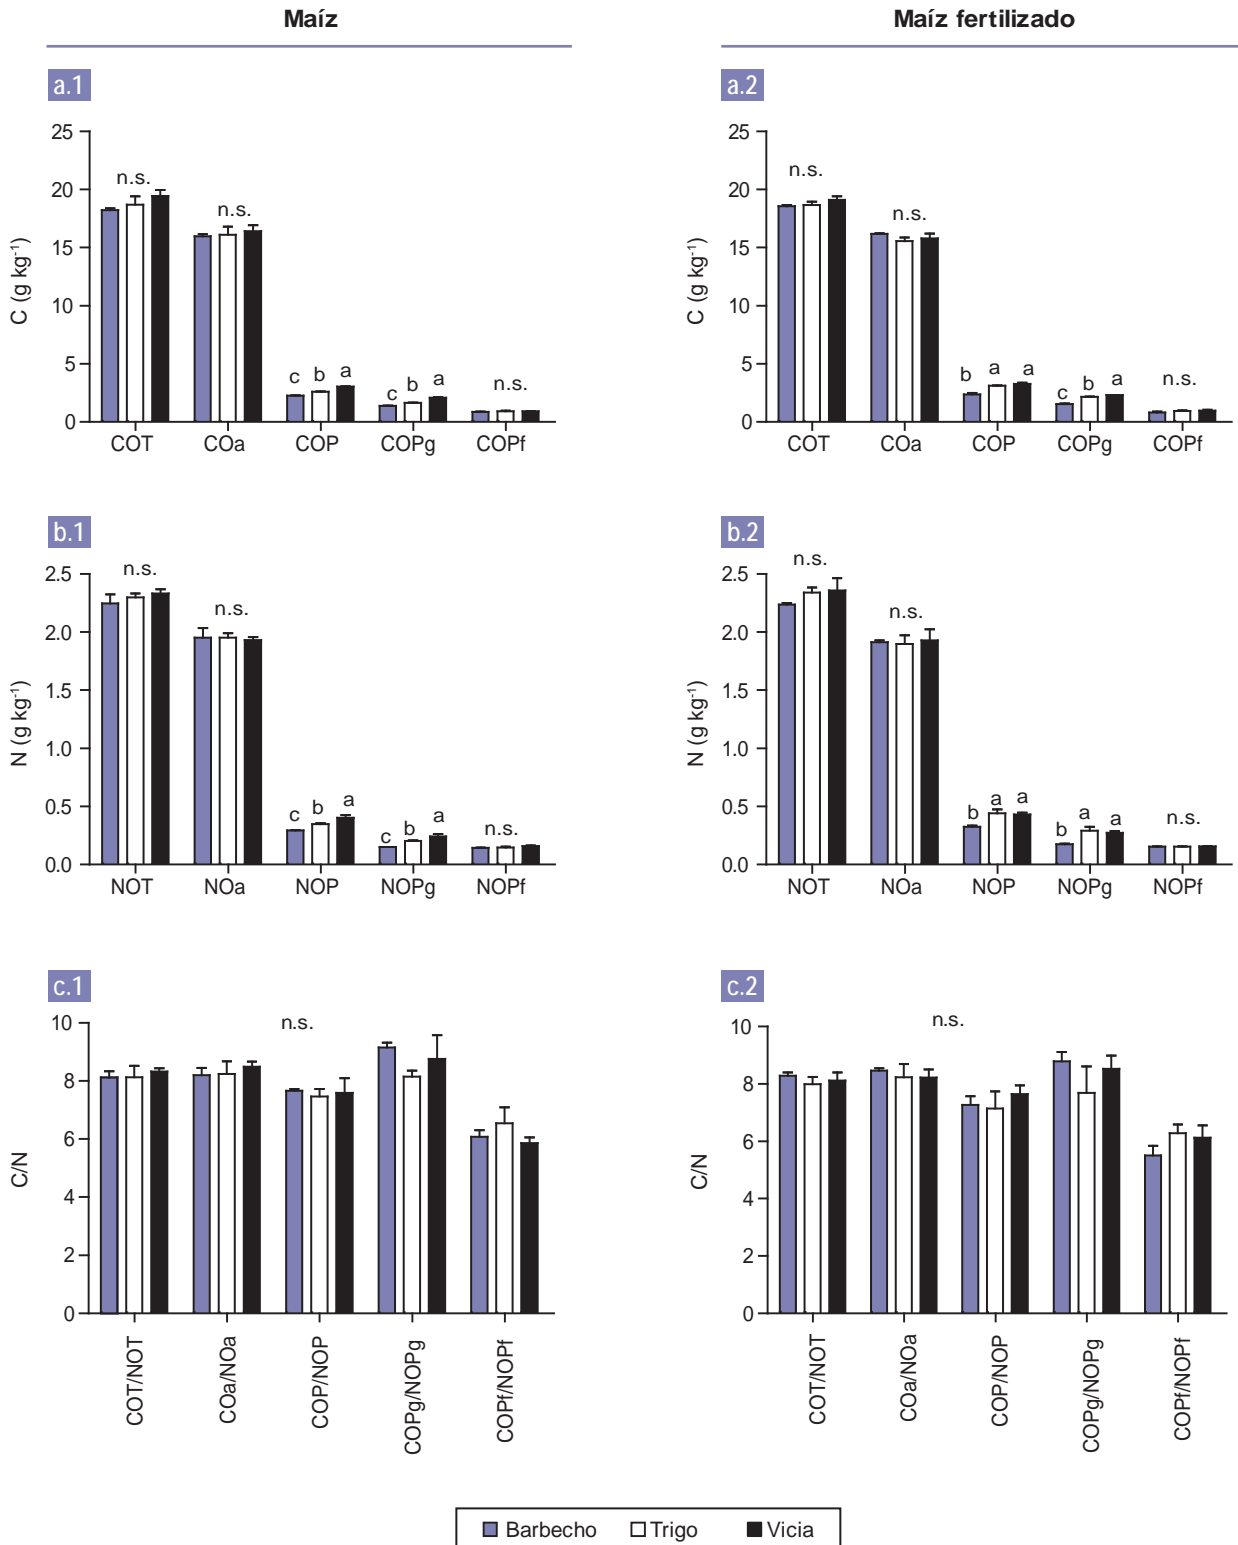 Maíz
Maíz fertilizado
a.1
25
20
15
10
5
0
C (g kg-1)
n.s.
n.s.
c b a
c b a
n.s.
COT COa COP COPg COPf
a.2
25
20
15
10
5
0
C (g kg-1)
n.s.
n.s.
b a a
c b a
n.s.
COT COa COP COPg COPf
b.1
2.5
2.0
1.5
1.0
0.5
0.0
N (g kg-1)
n.s.
n.s.
c b a
c b a
n.s.
NOT NOa NOP NOPg NOPf
b.2
2.5
2.0
1.5
1.0
0.5
0.0
N (g kg-1)
n.s.
n.s.
b a a
b a a
n.s.
NOT NOa NOP NOPg NOPf
c.1
10
8
6
4
2
0
C/N
n.s.
COT/NOT
COa/NOa
COP/NOP
COPg/NOPg
COPf/NOPf
c.2
10
8
6
4
2
0
C/N
n.s.
COT/NOT
COa/NOa
COP/NOP
COPg/NOPg
COPf/NOPf
Barbecho Trigo Vicia